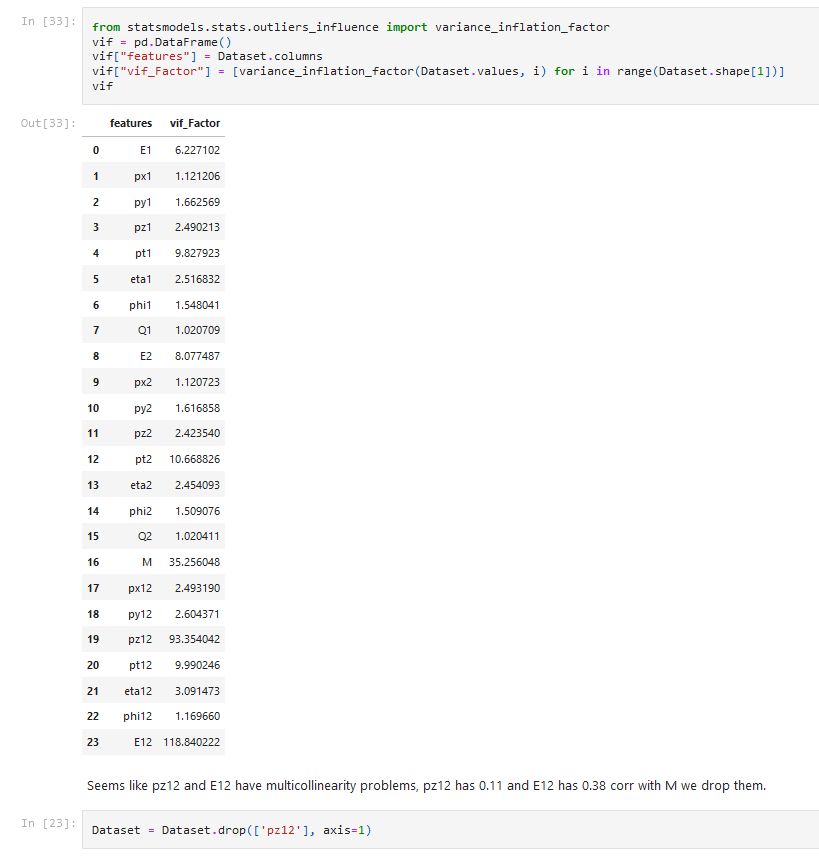 In [33]:
from statsmodels.stats.outliers_influence import variance_inflation_factor
vif = pd.DataFrame()
vif["features"] = Dataset.columns
vif["vif_Factor"] = [variance_inflation_factor(Dataset.values, i) for i in range(Dataset.shape[1])]
vif
Out[33]:
features vif_Factor
0 E1 6.227102
1 px1 1.121206
2 py1 1.662569
3 pz1 2.490213
4 pt1 9.827923
5 eta1 2.516832
6 phi1 1.548041
7 Q1 1.020709
8 E2 8.077487
9 px2 1.120723
10 py2 1.616858
11 pz2 2.423540
12 pt2 10.668826
13 eta2 2.454093
14 phi2 1.509076
15 Q2 1.020411
16 M 35.256048
17 px12 2.493190
18 py12 2.604371
19 pz12 93.354042
20 pt12 9.990246
21 eta12 3.091473
22 phi12 1.169660
23 E12 118.840222
Seems like pz12 and E12 have multicollinearity problems, pz12 has 0.11 and E12 has 0.38 corr with M we drop them.
In [23]:
Dataset = Dataset.drop(['pz12'], axis=1)